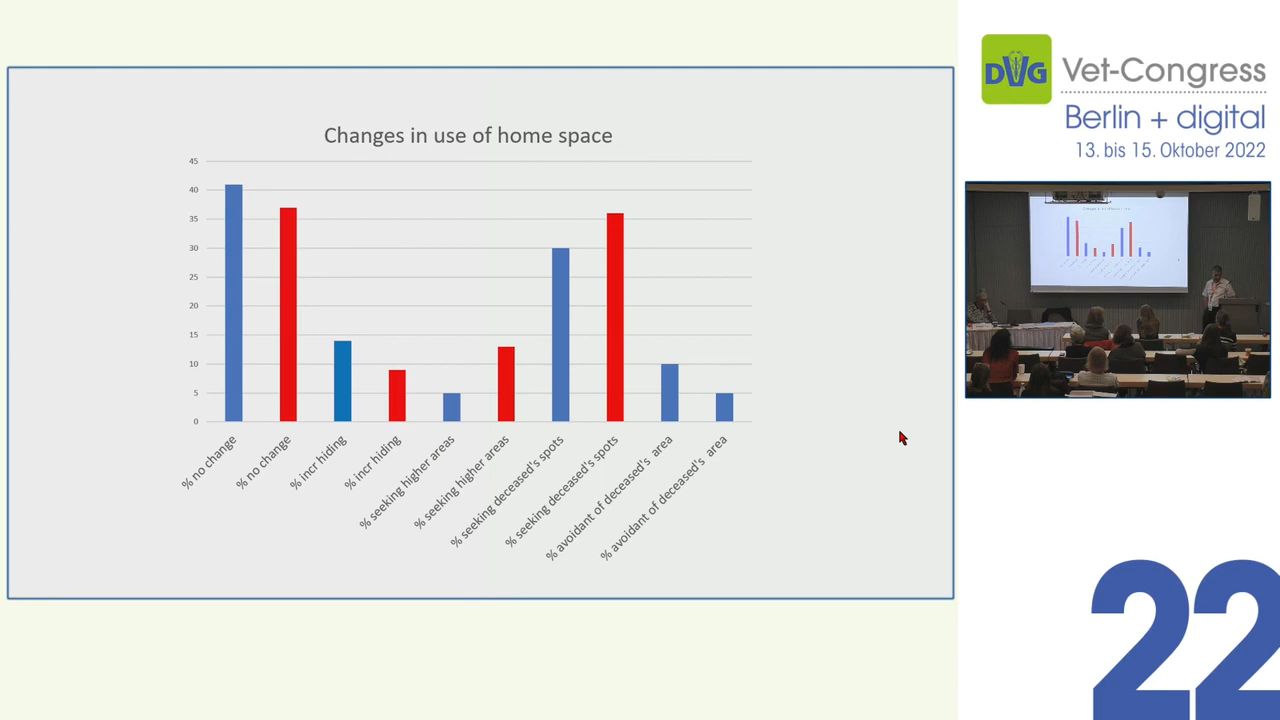 Changes in use of home space
45
40
35
30
25
20
15
10
5
0
% no change
% no change
% incr hiding
% incr hiding
% seeking higher areas
% seeking higher areas
% seeking deceased's spots
% seeking deceased's spots
% avoidant of deceased's area
% avoidant of deceased's area
DVG
Vet-Congress
Berlin + digital
13. bis 15. Oktober 2022
22